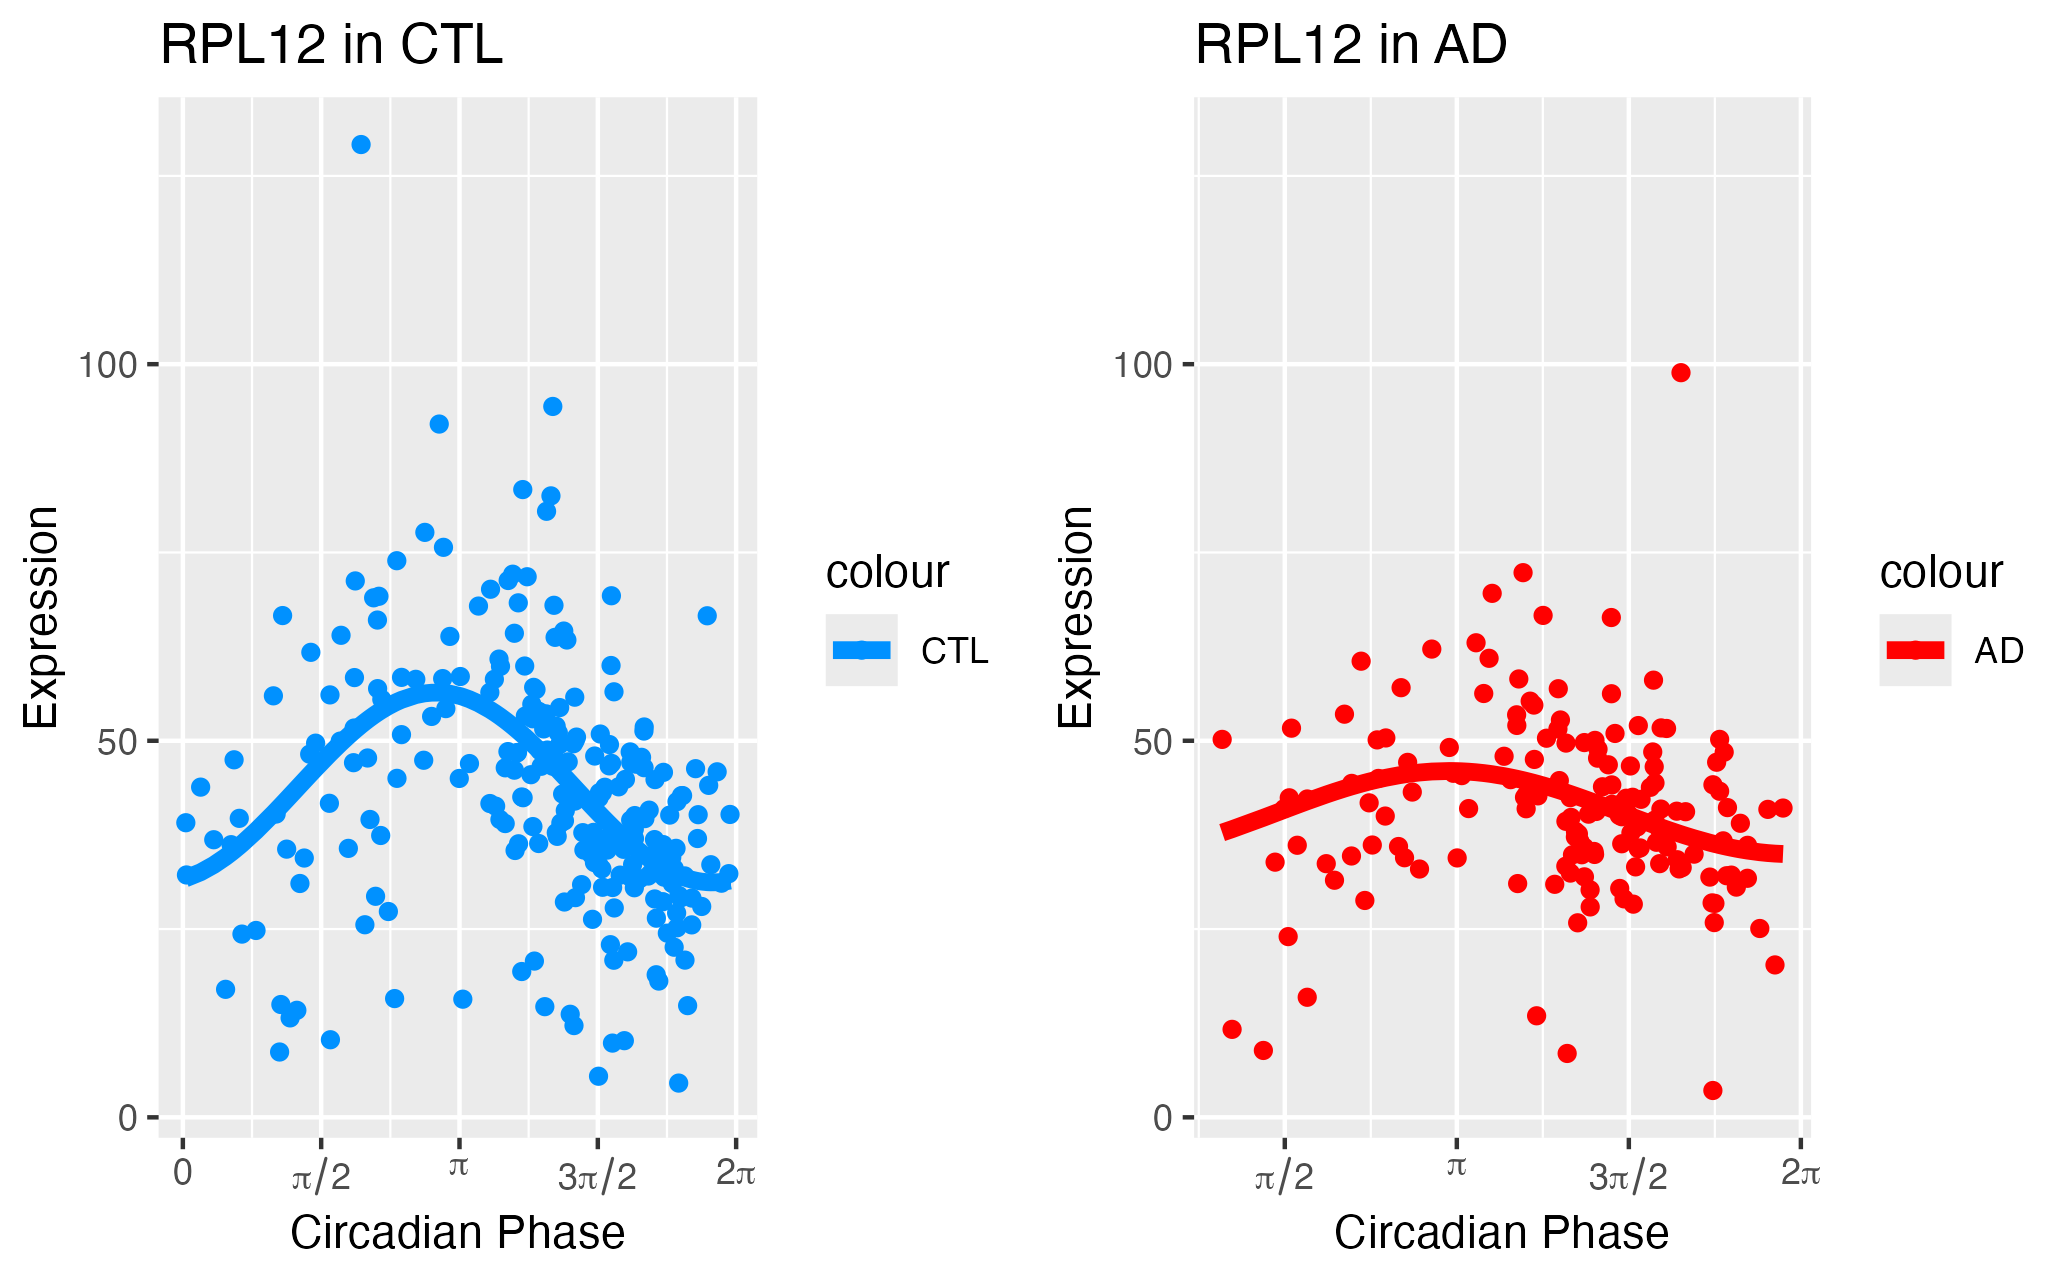 RPL12 in CTL
Expression
100
50
0
0
π/2
π
3π/2
2π
Circadian Phase
colour
CTL
RPL12 in AD
Expression
100
50
0
π/2
π
3π/2
2π
Circadian Phase
colour
AD